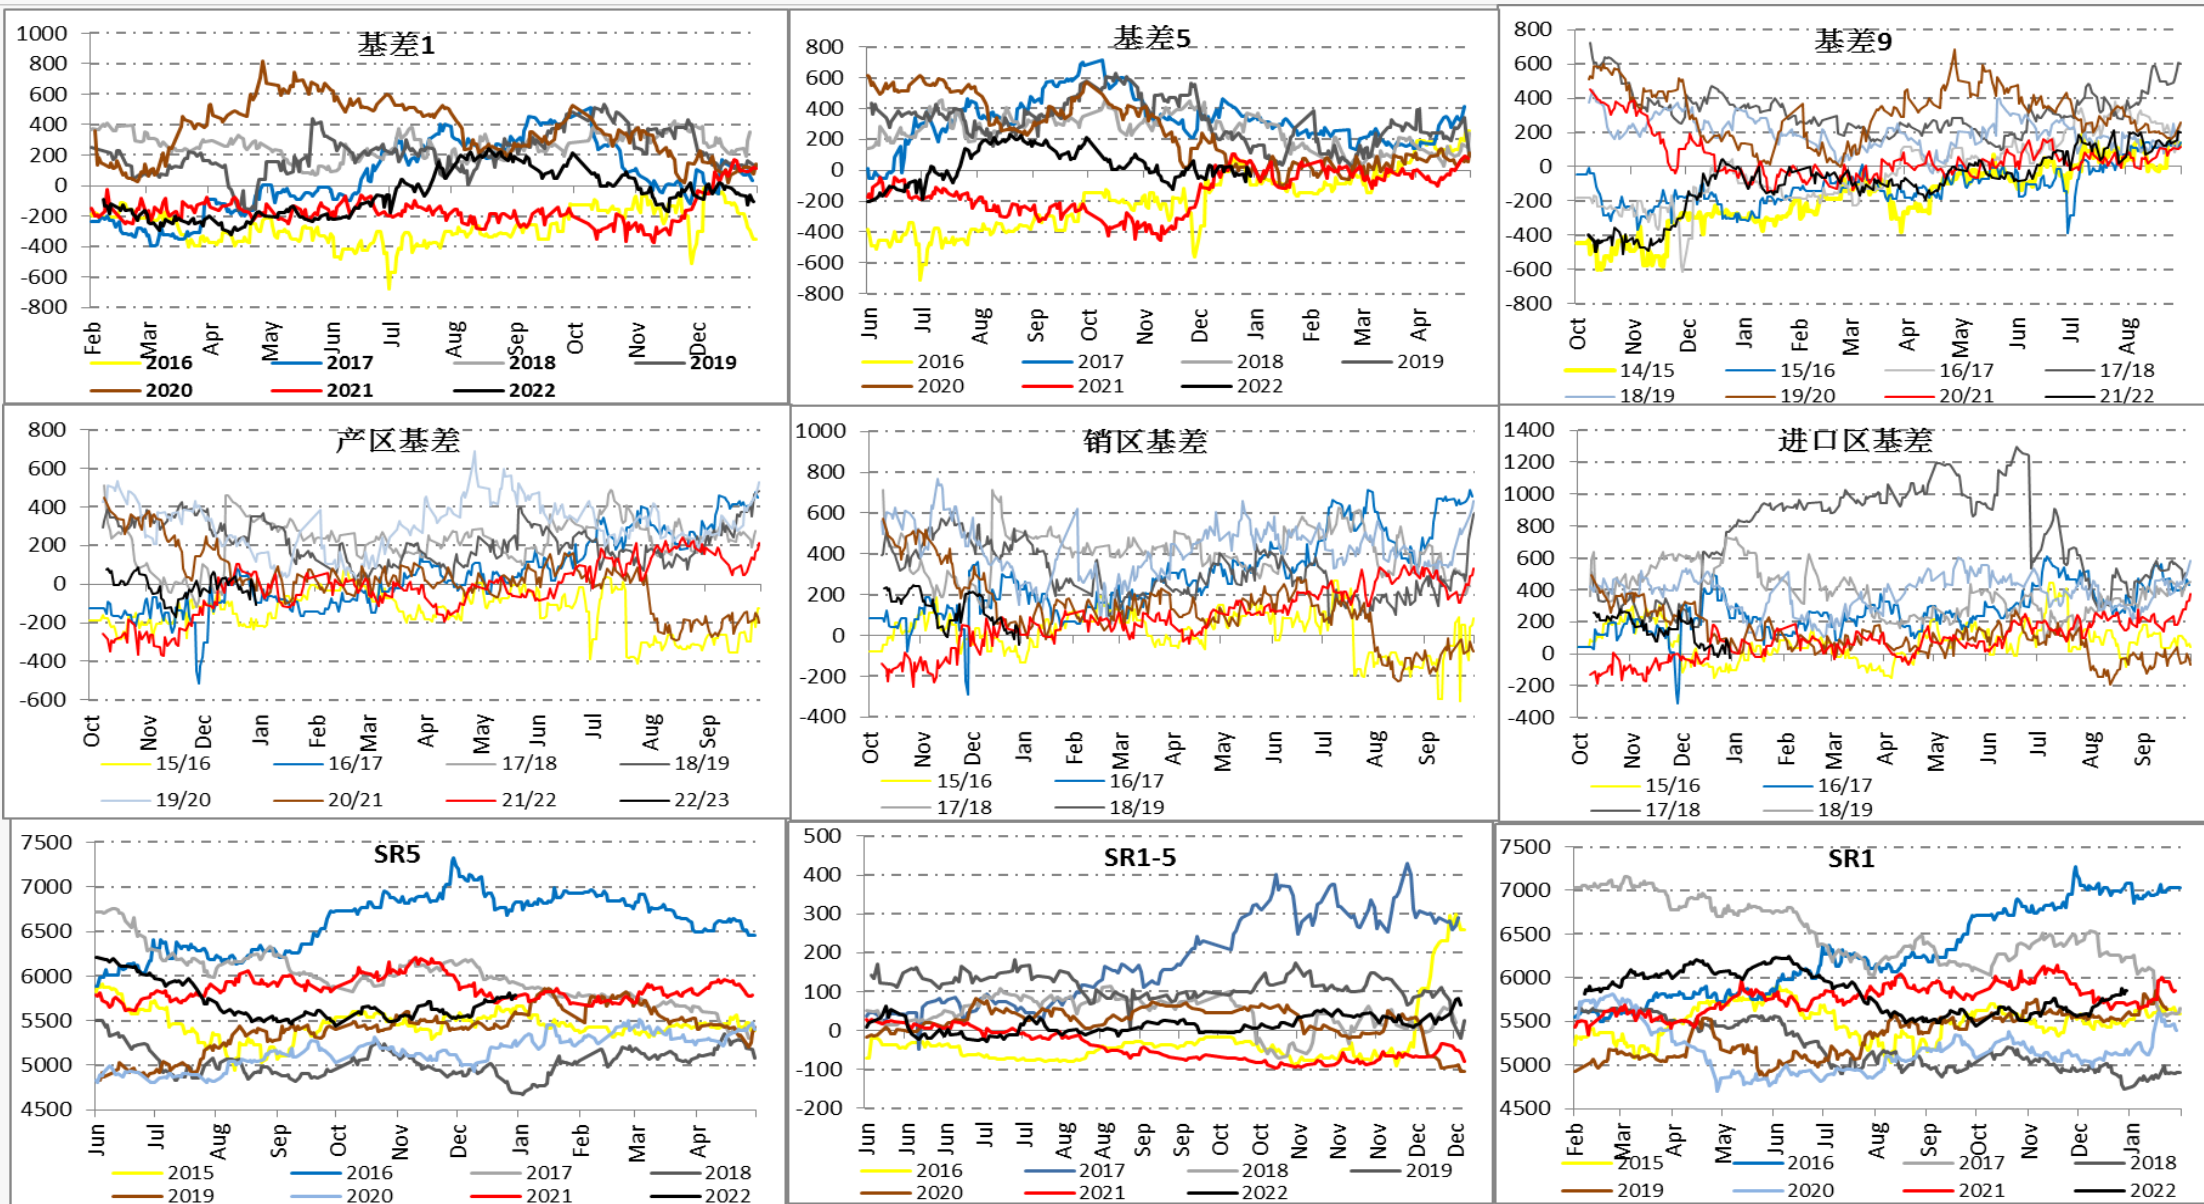 基差1
1000
800
600
400
200
0
-200
-400
-600
-800
Feb Mar Apr May Jun Jul Aug Sep Oct Nov Dec
2016 2017 2018 2019
2020 2021 2022
基差5
800
600
400
200
0
-200
-400
-600
-800
Jun Jul Aug Sep Oct Nov Dec Jan Feb Mar Apr
2016 2017 2018 2019
2020 2021 2022
基差9
800
600
400
200
0
-200
-400
-600
-800
Oct Nov Dec Jan Feb Mar Apr May Jun Jul Aug
14/15 15/16 16/17 17/18
18/19 19/20 20/21 21/22
产区基差
800
600
400
200
0
-200
-400
-600
Oct Nov Dec Jan Feb Mar Apr May Jun Jul Aug Sep
15/16 16/17 17/18 18/19
19/20 20/21 21/22 22/23
销区基差
1000
800
600
400
200
0
-200
-400
Oct Nov Dec Jan Feb Mar Apr May Jun Jul Aug Sep
15/16 16/17
17/18 18/19
进口区基差
1400
1200
1000
800
600
400
200
0
-200
-400
Oct Nov Dec Jan Feb Mar Apr May Jun Jul Aug Sep
15/16 16/17
17/18 18/19
SR5
7500
7000
6500
6000
5500
5000
4500
Jun Jul Aug Sep Oct Nov Dec Jan Feb Mar Apr
2015 2016 2017 2018
2019 2020 2021 2022
SR1-5
500
400
300
200
100
0
-100
-200
Jun Jun Jun Jul Jul Aug Aug Sep Sep Oct Oct Nov Nov Nov Dec Dec
2016 2017 2018 2019
2020 2021 2022
SR1
7500
7000
6500
6000
5500
5000
4500
Feb Mar Apr May Jun Jul Aug Sep Oct Nov Dec Jan
2015 2016 2017 2018
2019 2020 2021 2022